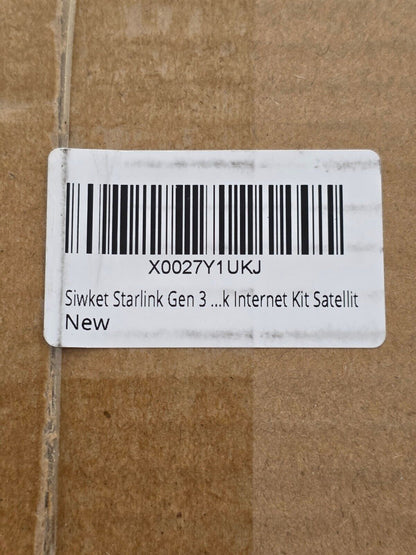 X0027Y1UKJ
Siwket Starlink Gen 3 ...k Internet Kit Satellit
New